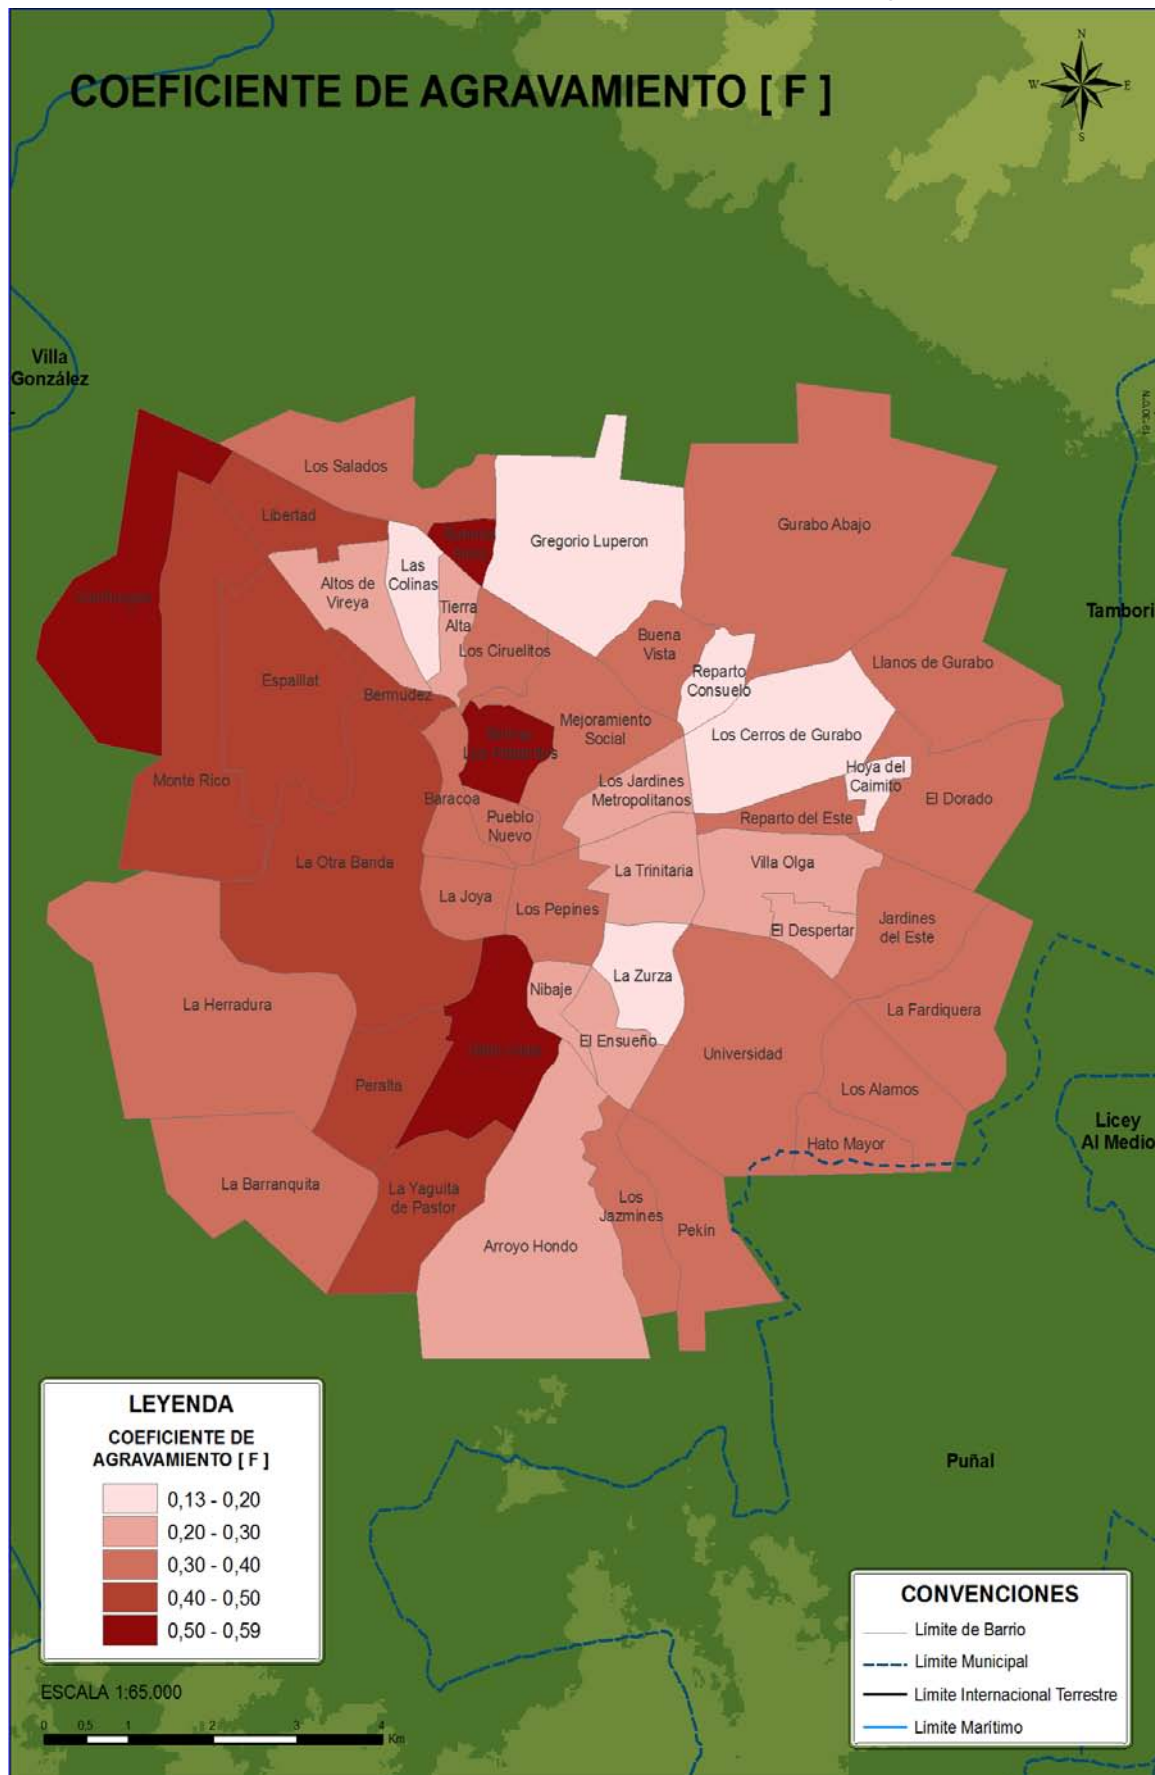 COEFICIENTE DE AGRAVAMIENTO [ F ]
N
W
E
S
Villa
González
Los Salados
Libertad
Gregorio Luperon
Gurabo Abajo
Las
Colinas
Altos de
Vireya
Tierra
Alta
Los Ciruelitos
Buena
Vista
Tambori
Llanos de Gurabo
Reparto
Consuelo
Espaillat
Bermudez
Mejoramiento
Social
Los Cerros de Gurabo
Hoya del
Caimito
Monte Rico
Los Jardines
Metropolitanos
Baracoa
El Dorado
Pueblo
Nuevo
Reparto del Este
La Otra Banda
La Trinitaria
Villa Olga
La Joya
Los Pepines
El Despertar
Jardines
del Este
La Herradura
Nibaje
La Zurza
La Fardiquera
El Ensueño
Universidad
Peralta
Los Alamos
Licey
Al Medio
Hato Mayor
La Barranquita
La Yaguita
de Pastor
Los
Jazmines
Pekín
Arroyo Hondo
Puñal
LEYENDA
COEFICIENTE DE
AGRAVAMIENTO [ F ]
0,13 - 0,20
0,20 - 0,30
0,30 - 0,40
0,40 - 0,50
0,50 - 0,59
ESCALA 1:65.000
0 0,5 1 2 3 4
Km
CONVENCIONES
Límite de Barrio
Límite Municipal
Límite Internacional Terrestre
Límite Marítimo